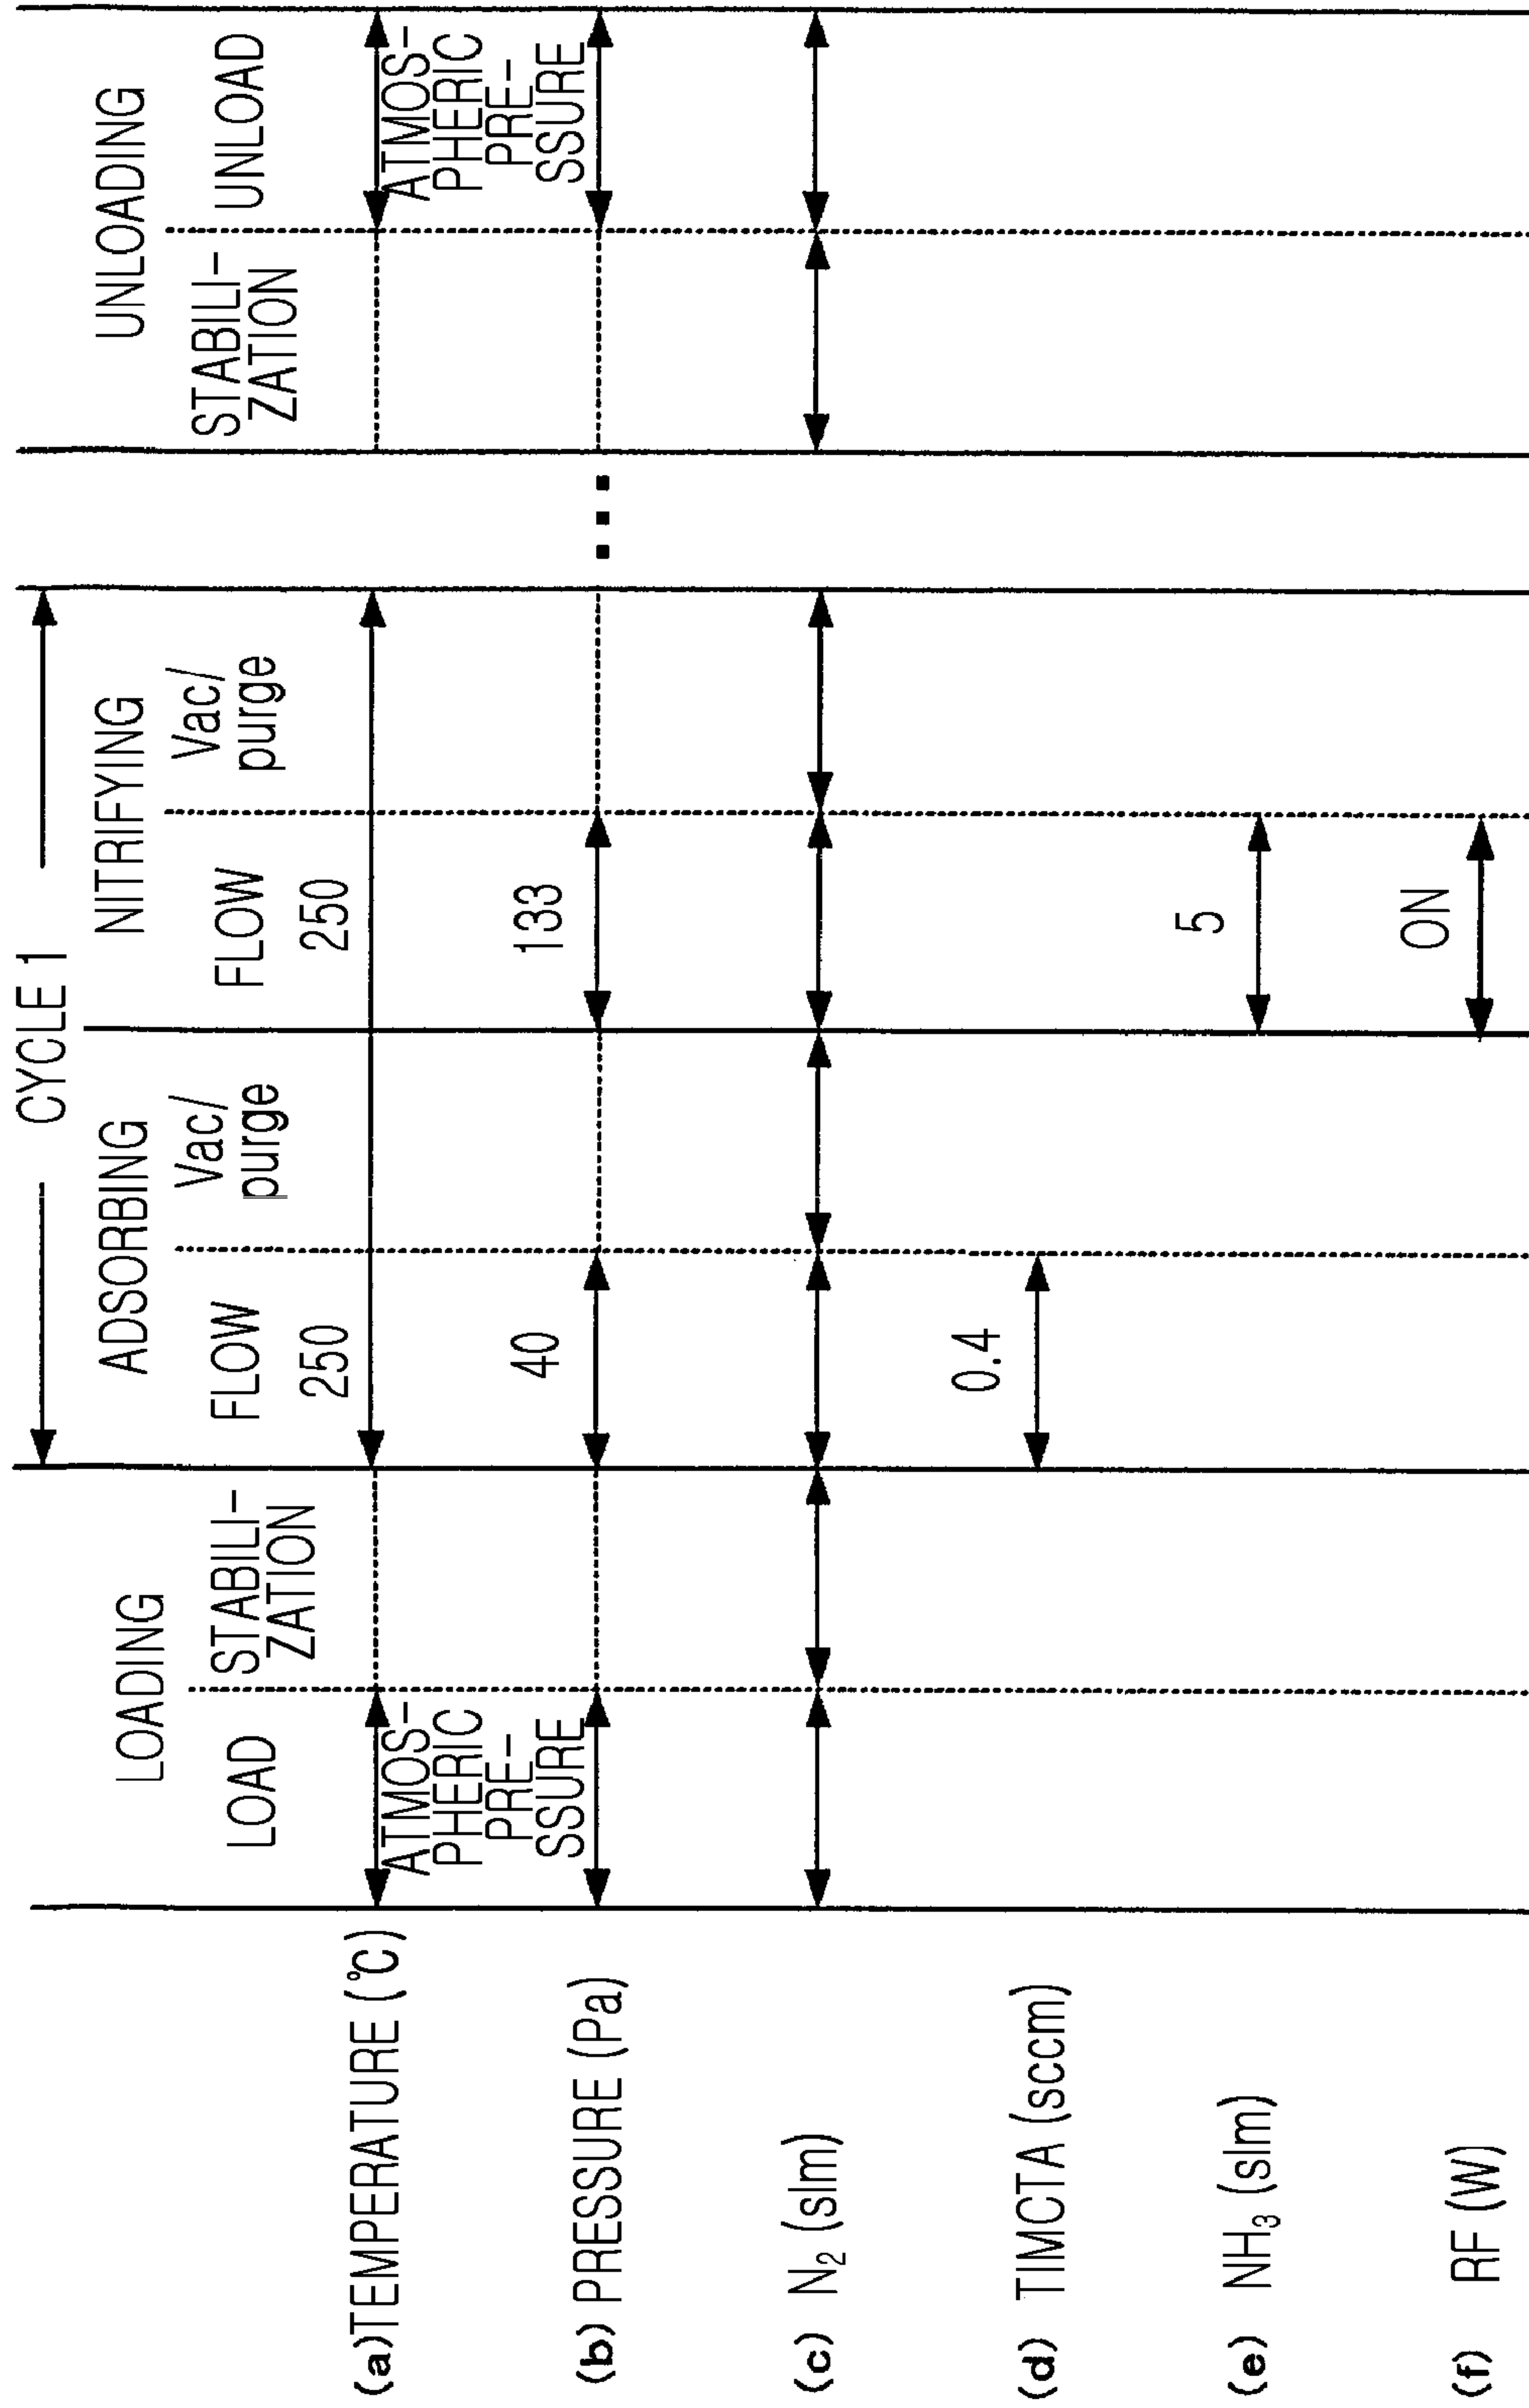 CYCLE 1
LOADING
ADSORBING
NITRIFYING
UNLOADING
LOAD
STABILI-
ZATION
FLOW
Vac/
purge
FLOW
Vac/
purge
STABILI-
ZATION
UNLOAD
(a) TEMPERATURE (℃)
250
250
(b) PRESSURE (Pa)
ATMOS-
PHERIC
PRE-
SSURE
40
133
ATMOS-
PHERIC
PRE-
SSURE
(c) N₂ (slm)
(d) TIMCTA (sccm)
0.4
(e) NH₃ (slm)
5
(f) RF (W)
ON